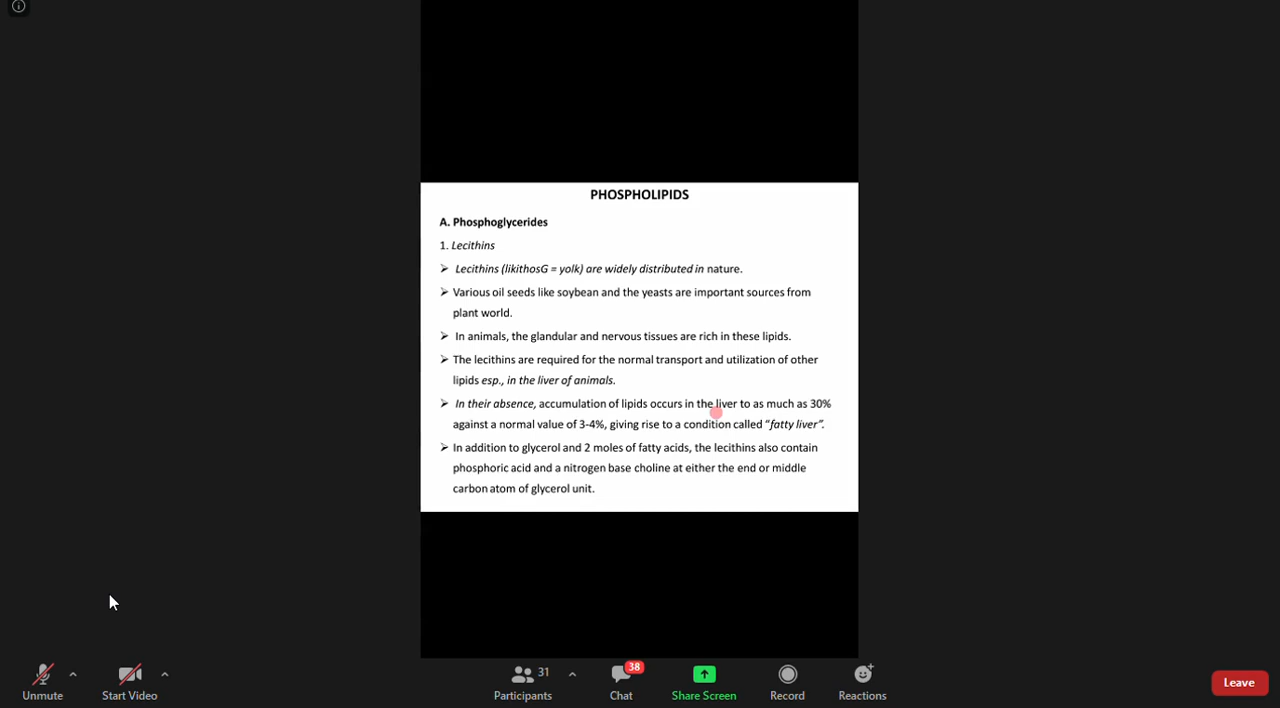 PHOSPHOLIPIDS
A. Phosphoglycerides
1. Lecithins
➢ Lecithins (likithosG = yolk) are widely distributed in nature.
➢ Various oil seeds like soybean and the yeasts are important sources from
plant world.
➢ In animals, the glandular and nervous tissues are rich in these lipids.
➢ The lecithins are required for the normal transport and utilization of other
lipids esp., in the liver of animals.
➢ In their absence, accumulation of lipids occurs in the liver to as much as 30%
against a normal value of 3-4%, giving rise to a condition called “fatty liver”.
➢ In addition to glycerol and 2 moles of fatty acids, the lecithins also contain
phosphoric acid and a nitrogen base choline at either the end or middle
carbon atom of glycerol unit.
31
38
Unmute
Start Video
Participants
Chat
Share Screen
Record
Reactions
Leave